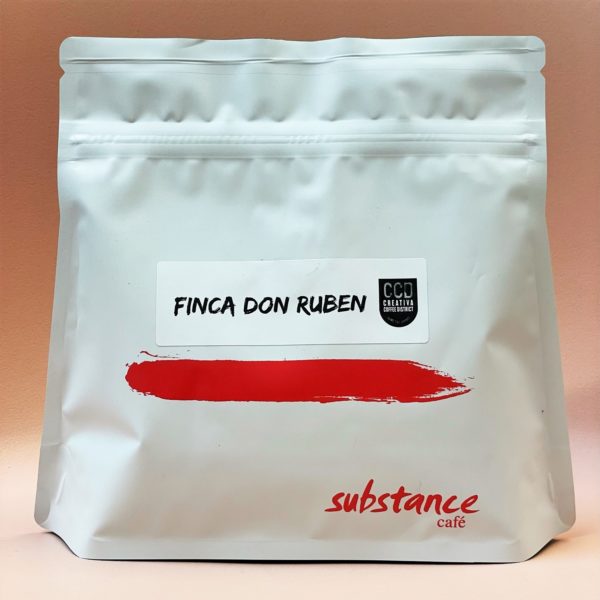 FINCA DON RUBEN
CCD
CREATIVA
COFFEE DISTRICT
substance
café